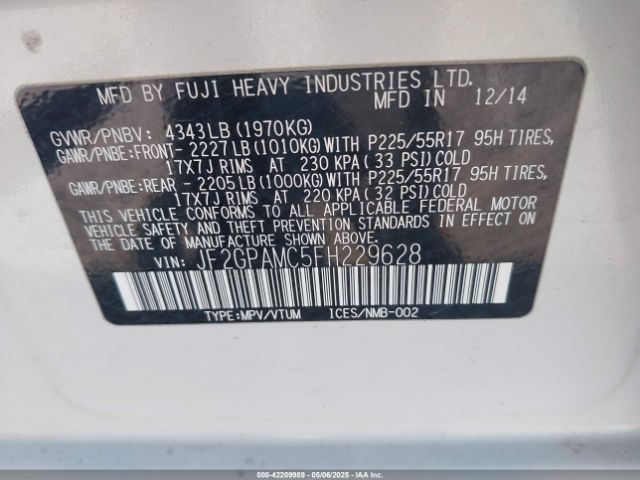 MFD BY FUJI HEAVY INDUSTRIES LTD.
MFD IN 12/14
GVWR/PNBV: 4343LB (1970KG)
GAWR/PNBE:FRONT- 2227LB (1010KG) WITH P225/55R17 95H TIRES,
17X7J RIMS AT 230 KPA (33 PSI) COLD
GAWR/PNBE:REAR - 2205LB (1000KG) WITH P225/55R17 95H TIRES,
17X7J RIMS AT 220 KPA (32 PSI) COLD
THIS VEHICLE CONFORMS TO ALL APPLICABLE FEDERAL MOTOR
VEHICLE SAFETY AND THEFT PREVENTION STANDARDS IN EFFECT
ON THE DATE OF MANUFACTURE SHOWN ABOVE.
VIN: JF2GPAMC5FH229628
TYPE:MPV/VTUM ICES/NMB-002
000-42209989 - 05/06/2025 - IAAI.com